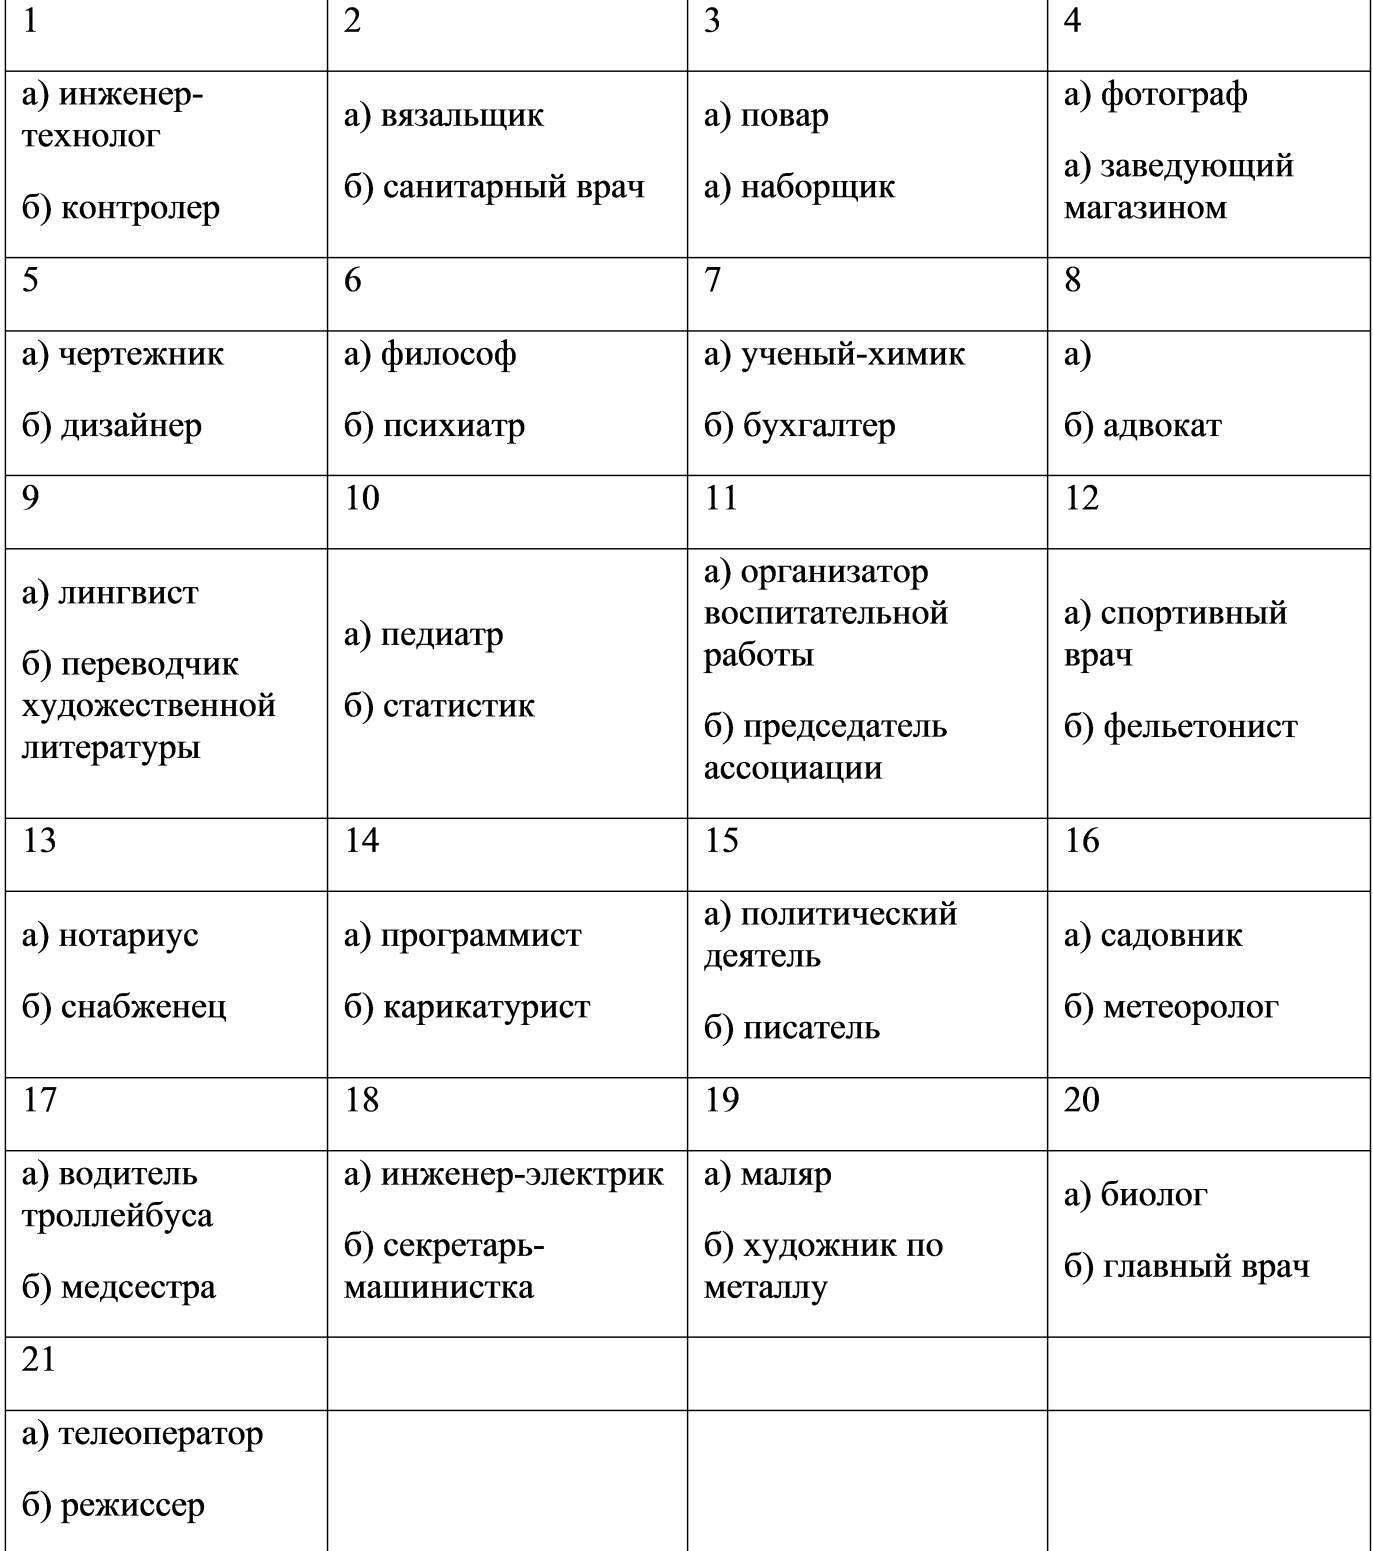 1
2
3
4
а) инженер-
технолог
б) контролер
а) вязальщик
б) санитарный врач
а) повар
а) наборщик
а) фотограф
а) заведующий
магазином
5
6
7
8
а) чертежник
б) дизайнер
а) философ
б) психиатр
а) ученый-химик
б) бухгалтер
а)
б) адвокат
9
10
11
12
а) лингвист
б) переводчик
художественной
литературы
а) педиатр
б) статистик
а) организатор
воспитательной
работы
б) председатель
ассоциации
а) спортивный
врач
б) фельетонист
13
14
15
16
а) нотариус
б) снабженец
а) программист
б) карикатурист
а) политический
деятель
б) писатель
а) садовник
б) метеоролог
17
18
19
20
а) водитель
троллейбуса
б) медсестра
а) инженер-электрик
б) секретарь-
машинистка
а) маляр
б) художник по
металлу
а) биолог
б) главный врач
21
а) телеоператор
б) режиссер